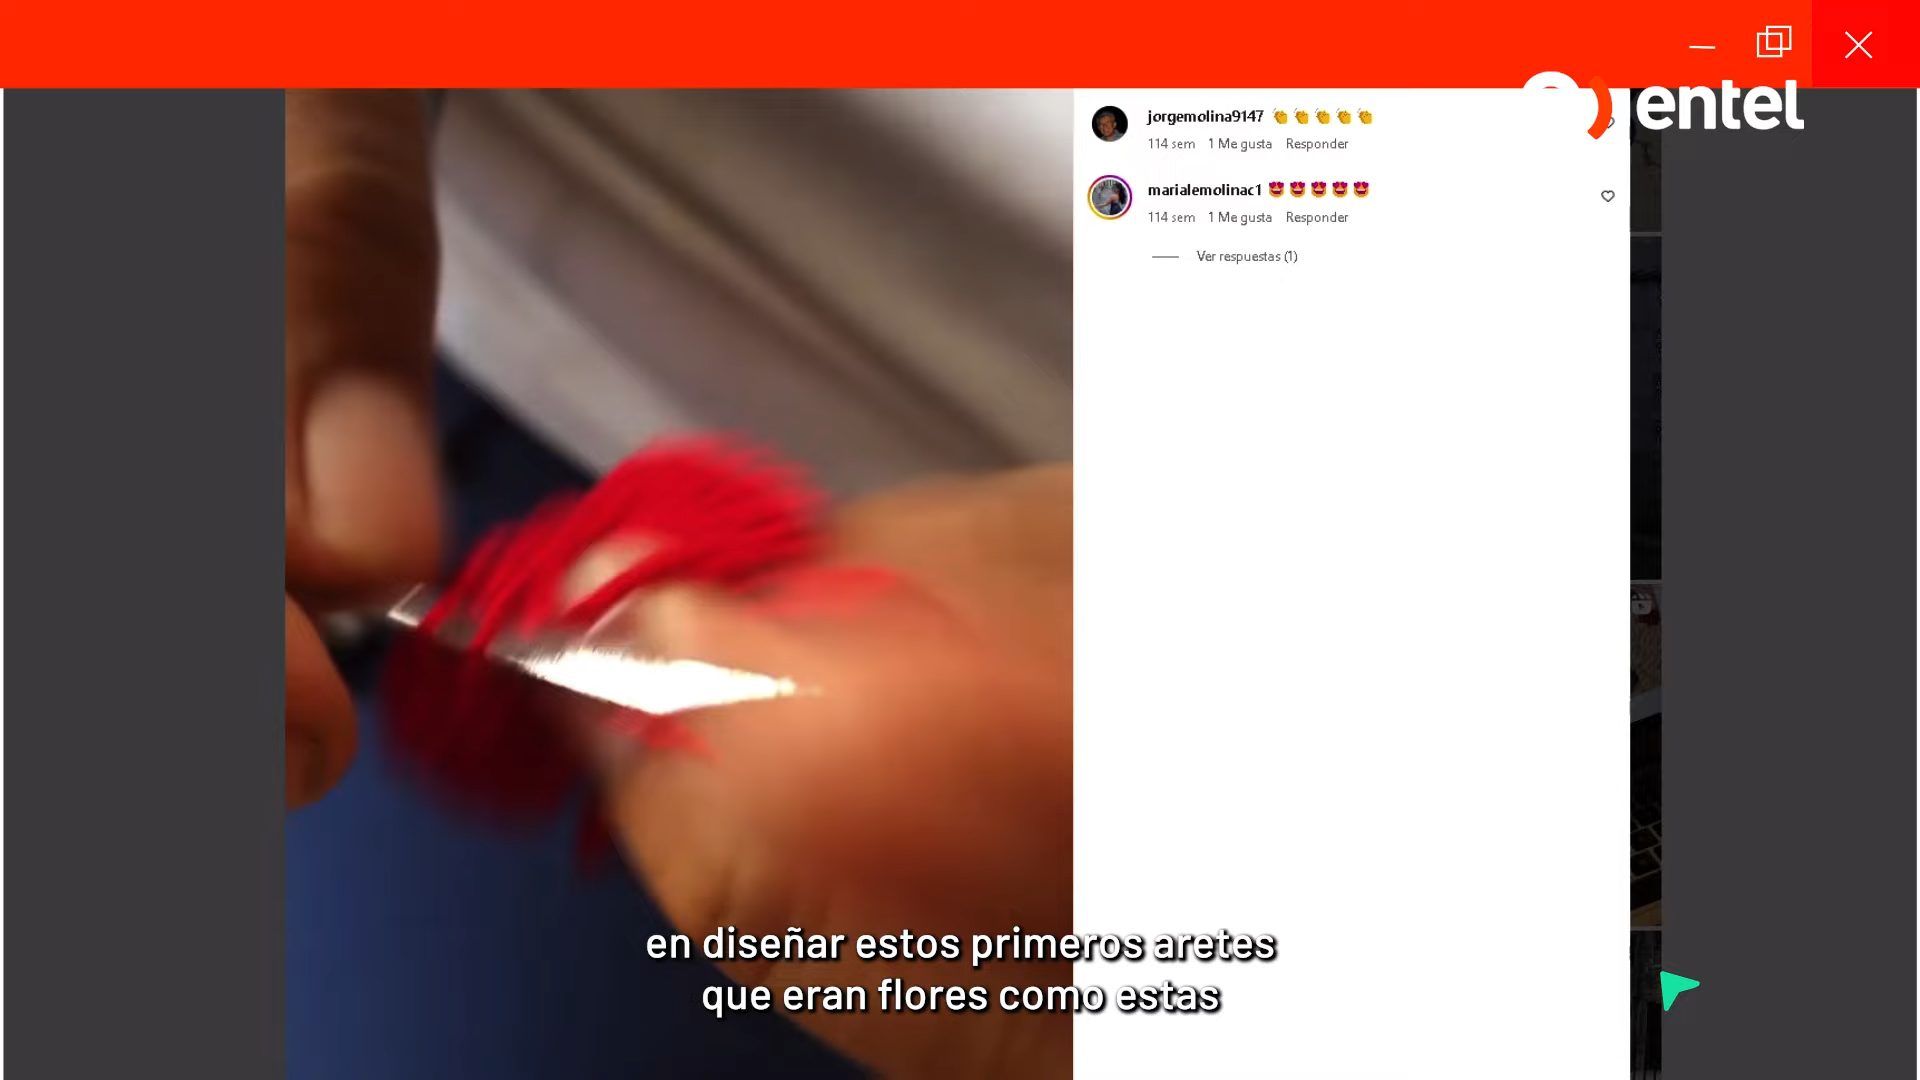 entel
jorgemolina9147 👏👏👏👏👏
114 sem 1 Me gusta Responder
marialemolinac1 😍😍😍😍😍
114 sem 1 Me gusta Responder
Ver respuestas (1)
en diseñar estos primeros aretes
que eran flores como estas